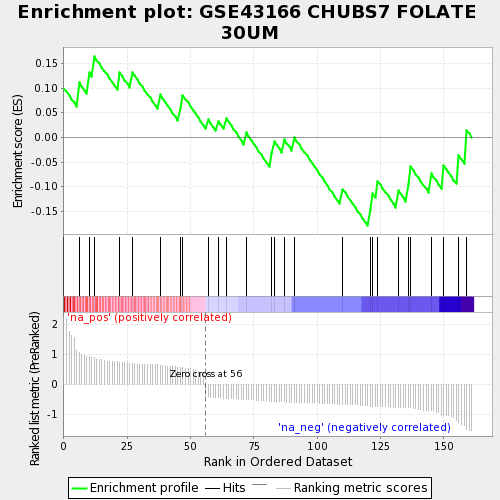 Enrichment plot: GSE43166 CHUBS7 FOLATE
30UM
Enrichment score (ES)
0.15
0.10
0.05
0.00
-0.05
-0.10
-0.15
'na_pos' (positively correlated)
Ranked list metric (PreRanked)
2
1
0
-1
Zero cross at 56
'na_neg' (negatively correlated)
0
25
50
75
100
125
150
Rank in Ordered Dataset
Enrichment profile
Hits
Ranking metric scores